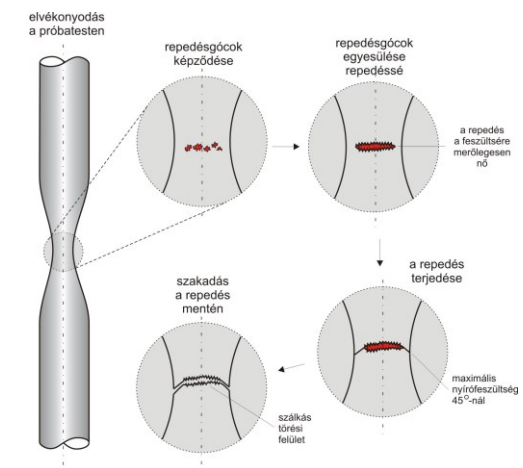 elvékonyodás
a próbatesten
repedésgócok
képződése
repedésgócok
egyesülése
repedéssé
a repedés
a feszültsére
merőlegesen
nő
a repedés
terjedése
maximális
nyírófeszültség
45°-nál
szakadás
a repedés
mentén
szálkás
törési
felület